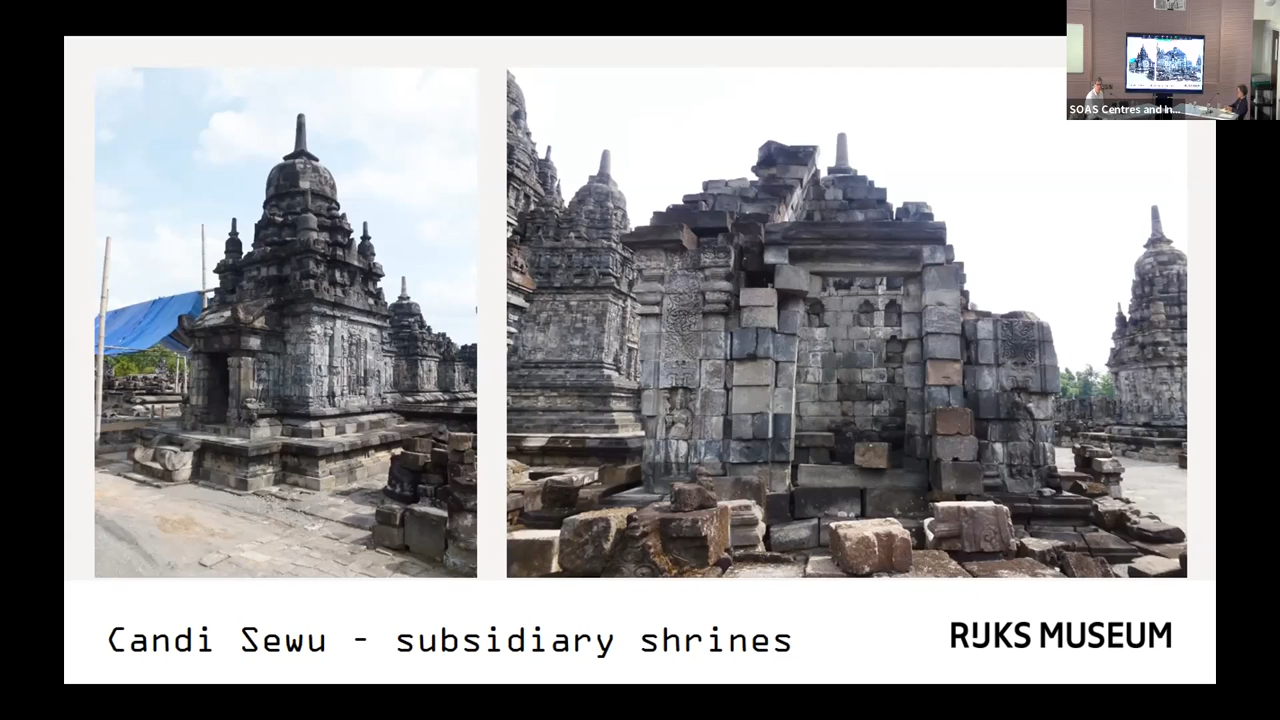 SOAS Centres and In...
Candi Sewu - subsidiary shrines
RIJKS MUSEUM